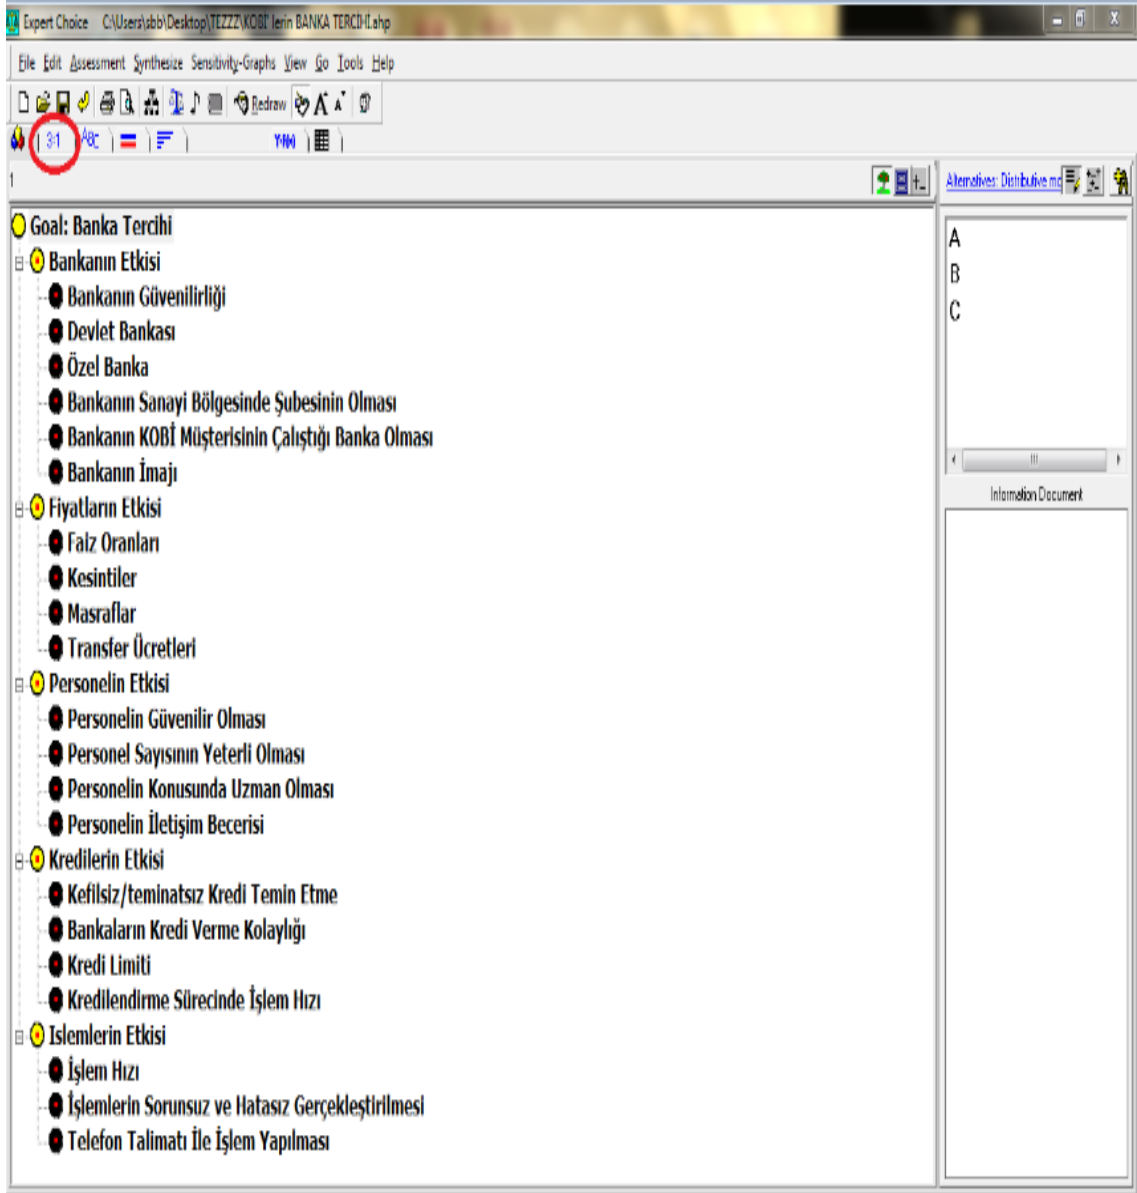 Expert Choice C:\Users\sbb\Desktop\TEZZZ\KOBI' lerin BANKA TERCIHI.ahp
File Edit Assessment Synthesize Sensitivity-Graphs View Go Tools Help
Redraw A A
3:1 ABC Y=f(x)
1
Alternatives: Distributive mo
Goal: Banka Tercihi
Bankanın Etkisi
Bankanın Güvenilirliği
Devlet Bankası
Özel Banka
Bankanın Sanayi Bölgesinde Şubesinin Olması
Bankanın KOBİ Müşterisinin Çalıştığı Banka Olması
Bankanın İmajı
Fiyatların Etkisi
Faiz Oranları
Kesintiler
Masraflar
Transfer Ücretleri
Personelin Etkisi
Personelin Güvenilir Olması
Personel Sayısının Yeterli Olması
Personelin Konusunda Uzman Olması
Personelin İletişim Becerisi
Kredilerin Etkisi
Kefilsiz/teminatsız Kredi Temin Etme
Bankaların Kredi Verme Kolaylığı
Kredi Limiti
Kredilendirme Sürecinde İşlem Hızı
Islemlerin Etkisi
İşlem Hızı
İşlemlerin Sorunsuz ve Hatasız Gerçekleştirilmesi
Telefon Talimatı İle İşlem Yapılması
A
B
C
Information Document